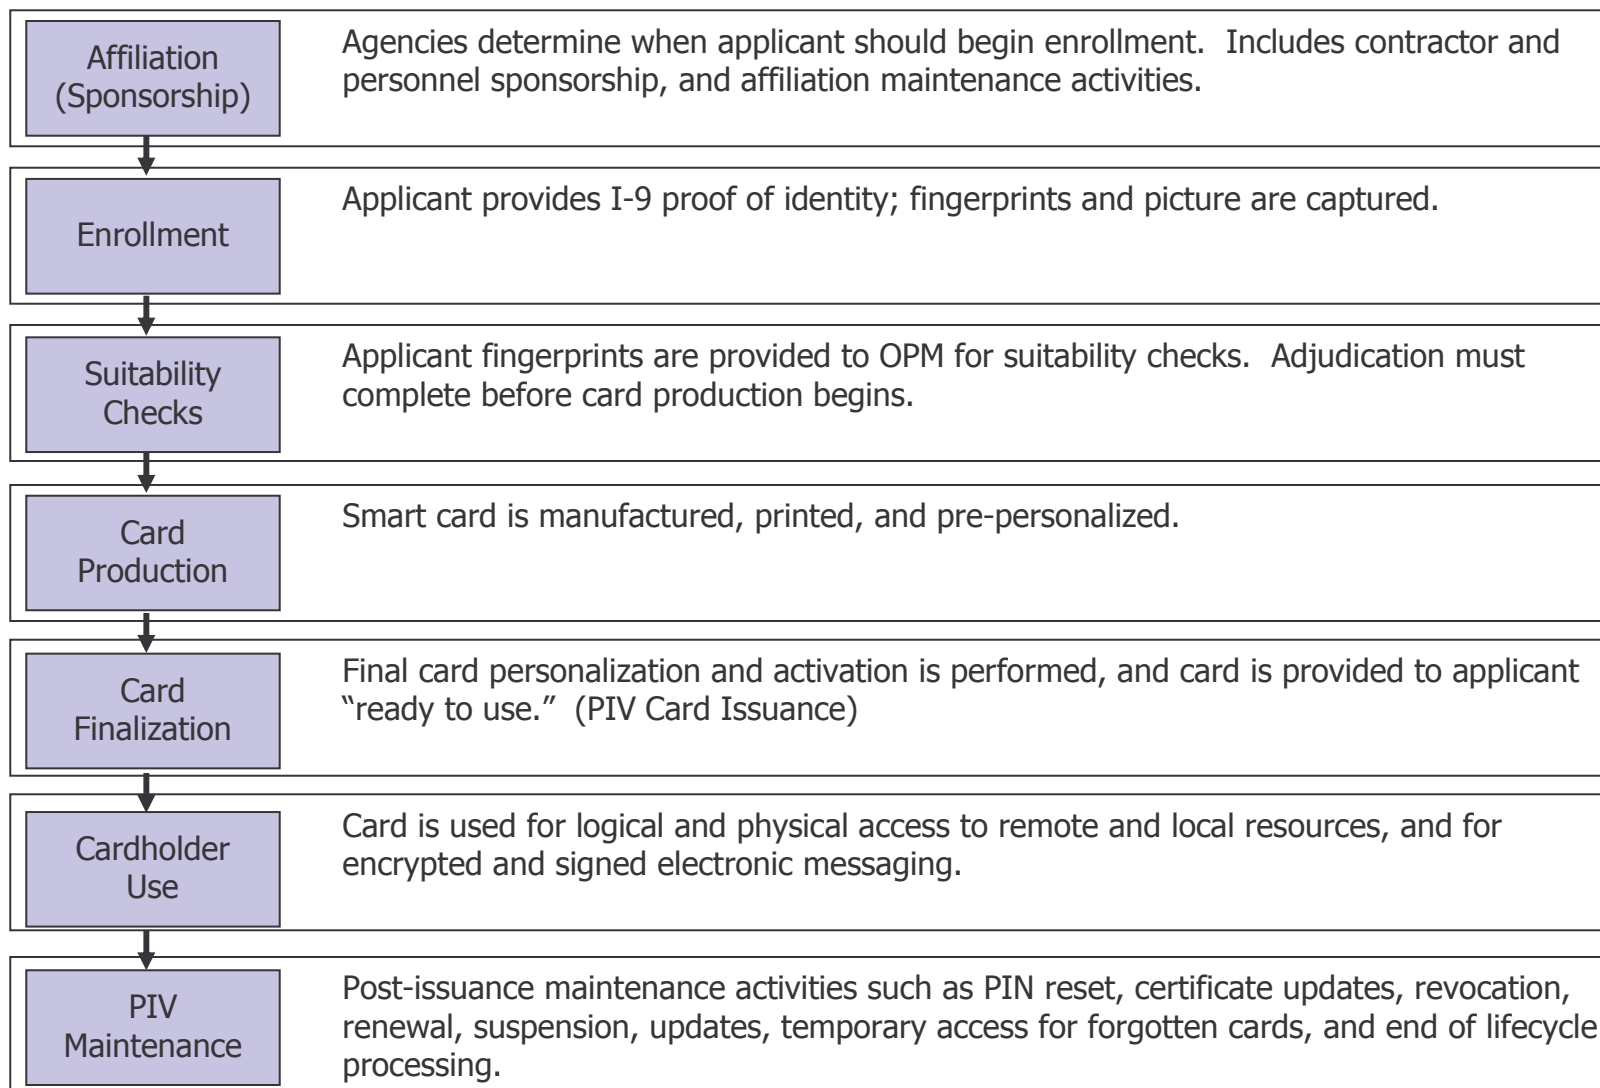 Affiliation
(Sponsorship)
Agencies determine when applicant should begin enrollment.  Includes contractor and
personnel sponsorship, and affiliation maintenance activities.
Enrollment
Applicant provides I-9 proof of identity; fingerprints and picture are captured.
Suitability
Checks
Applicant fingerprints are provided to OPM for suitability checks.  Adjudication must
complete before card production begins.
Card
Production
Smart card is manufactured, printed, and pre-personalized.
Card
Finalization
Final card personalization and activation is performed, and card is provided to applicant
“ready to use.”  (PIV Card Issuance)
Cardholder
Use
Card is used for logical and physical access to remote and local resources, and for
encrypted and signed electronic messaging.
PIV
Maintenance
Post-issuance maintenance activities such as PIN reset, certificate updates, revocation,
renewal, suspension, updates, temporary access for forgotten cards, and end of lifecycle
processing.